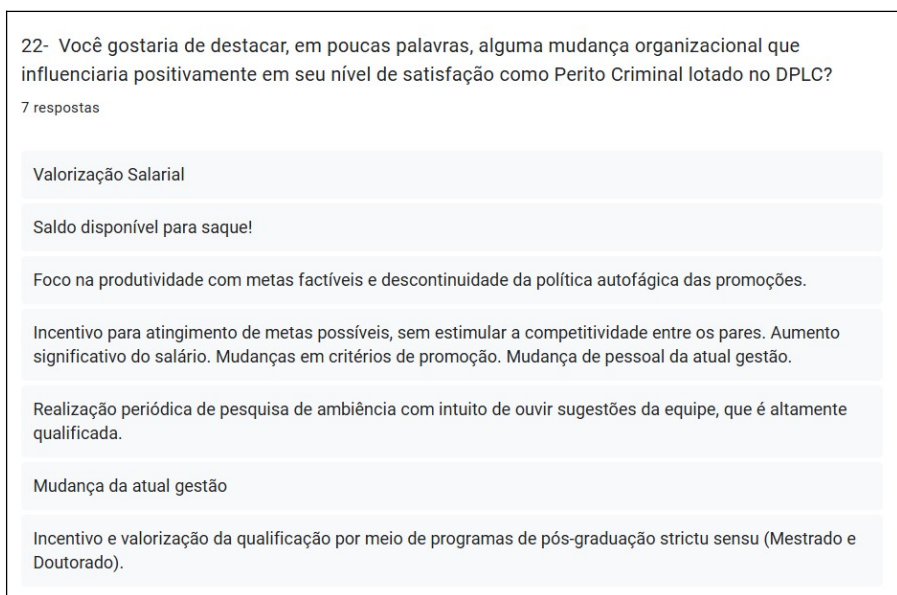 22- Você gostaria de destacar, em poucas palavras, alguma mudança organizacional que
influenciaria positivamente em seu nível de satisfação como Perito Criminal lotado no DPLC?
7 respostas
Valorização Salarial
Saldo disponível para saque!
Foco na produtividade com metas factíveis e descontinuidade da política autofágica das promoções.
Incentivo para atingimento de metas possíveis, sem estimular a competitividade entre os pares. Aumento
significativo do salário. Mudanças em critérios de promoção. Mudança de pessoal da atual gestão.
Realização periódica de pesquisa de ambiência com intuito de ouvir sugestões da equipe, que é altamente
qualificada.
Mudança da atual gestão
Incentivo e valorização da qualificação por meio de programas de pós-graduação strictu sensu (Mestrado e
Doutorado).